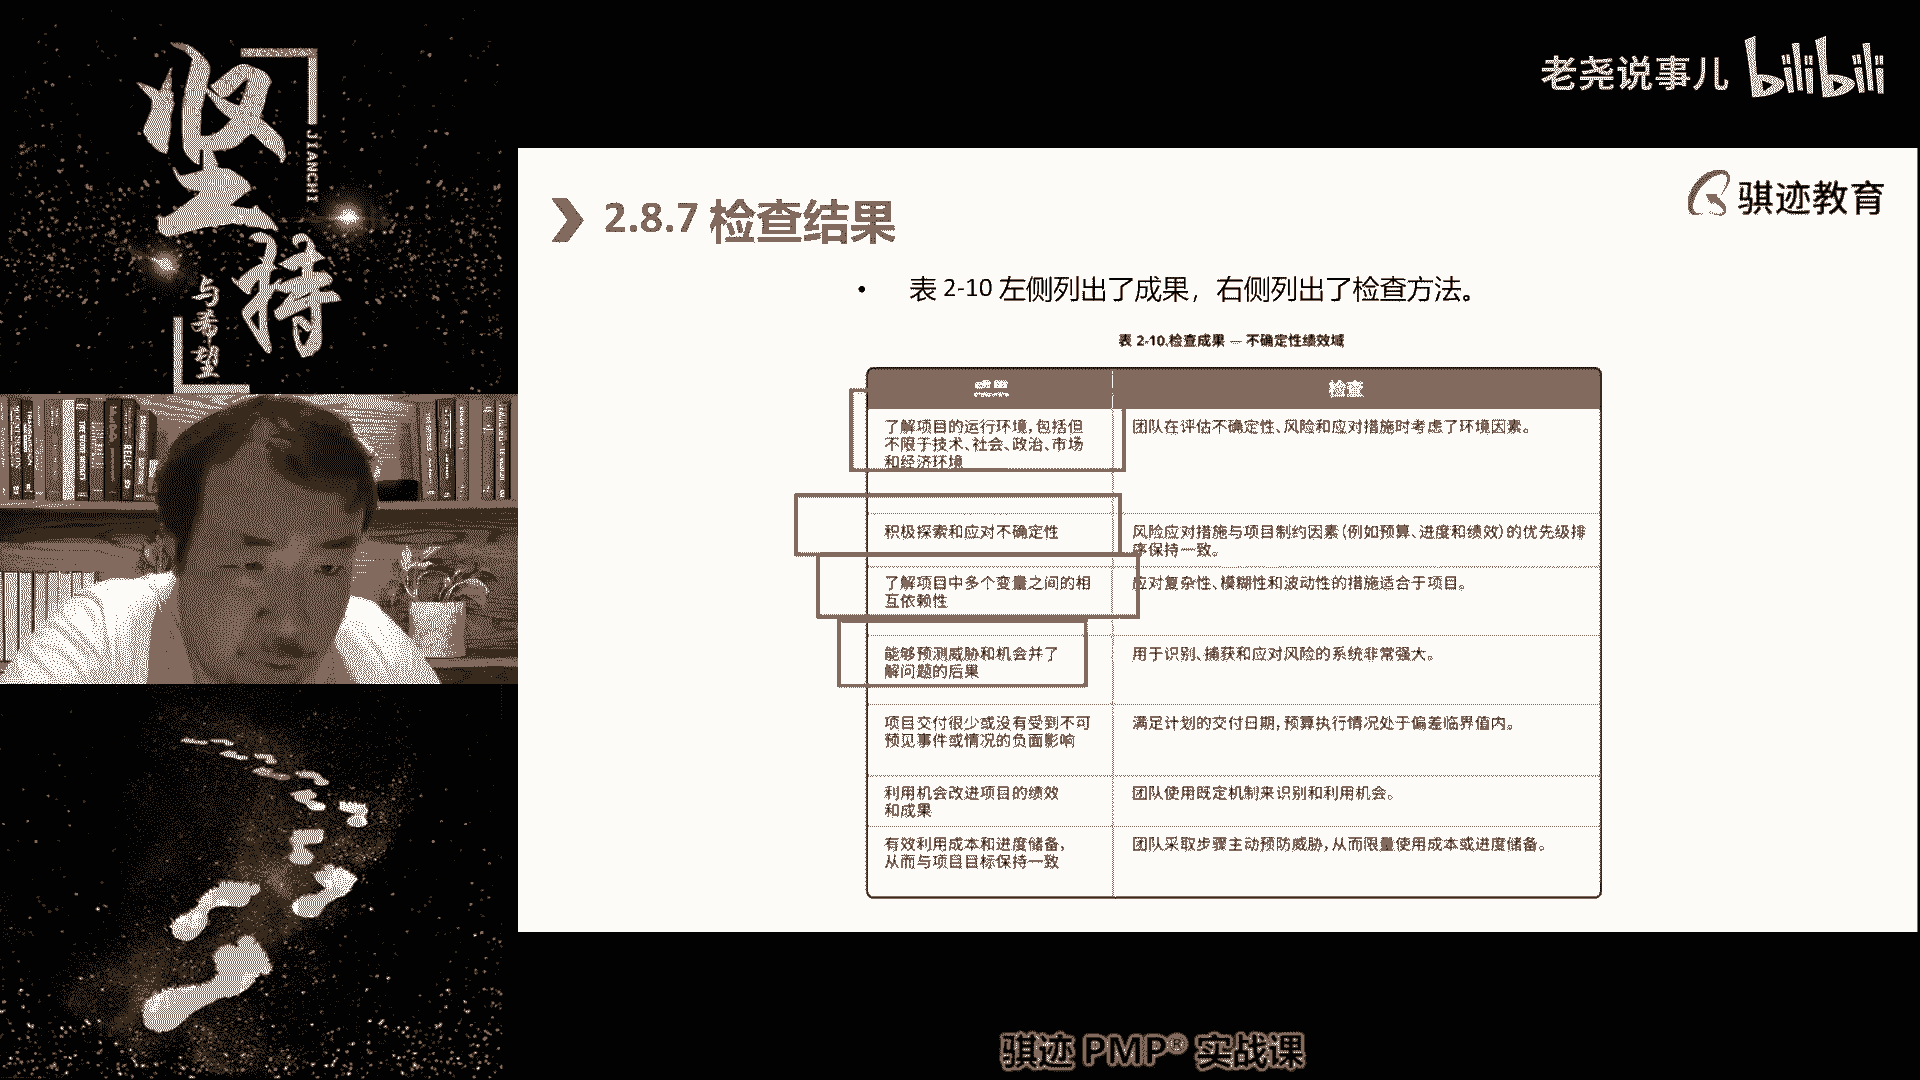 坚持
JIANCHI
与希望
老尧说事儿 bilibili
骐迹教育
2.8.7 检查结果
• 表 2-10 左侧列出了成果，右侧列出了检查方法。
表 2-10.检查成果 — 不确定性绩效域
成果
检查
了解项目的运行环境，包括但
不限于技术、社会、政治、市场
和经济环境
团队在评估不确定性、风险和应对措施时考虑了环境因素。
积极探索和应对不确定性
风险应对措施与项目制约因素（例如预算、进度和绩效）的优先级排
序保持一致。
了解项目中多个变量之间的相
互依赖性
应对复杂性、模糊性和波动性的措施适合于项目。
能够预测威胁和机会并了
解问题的后果
用于识别、捕获和应对风险的系统非常强大。
项目交付很少或没有受到不可
预见事件或情况的负面影响
满足计划的交付日期，预算执行情况处于偏差临界值内。
利用机会改进项目的绩效
和成果
团队使用既定机制来识别和利用机会。
有效利用成本和进度储备，
从而与项目目标保持一致
团队采取步骤主动预防威胁，从而限量使用成本或进度储备。
骐迹 PMP® 实战课